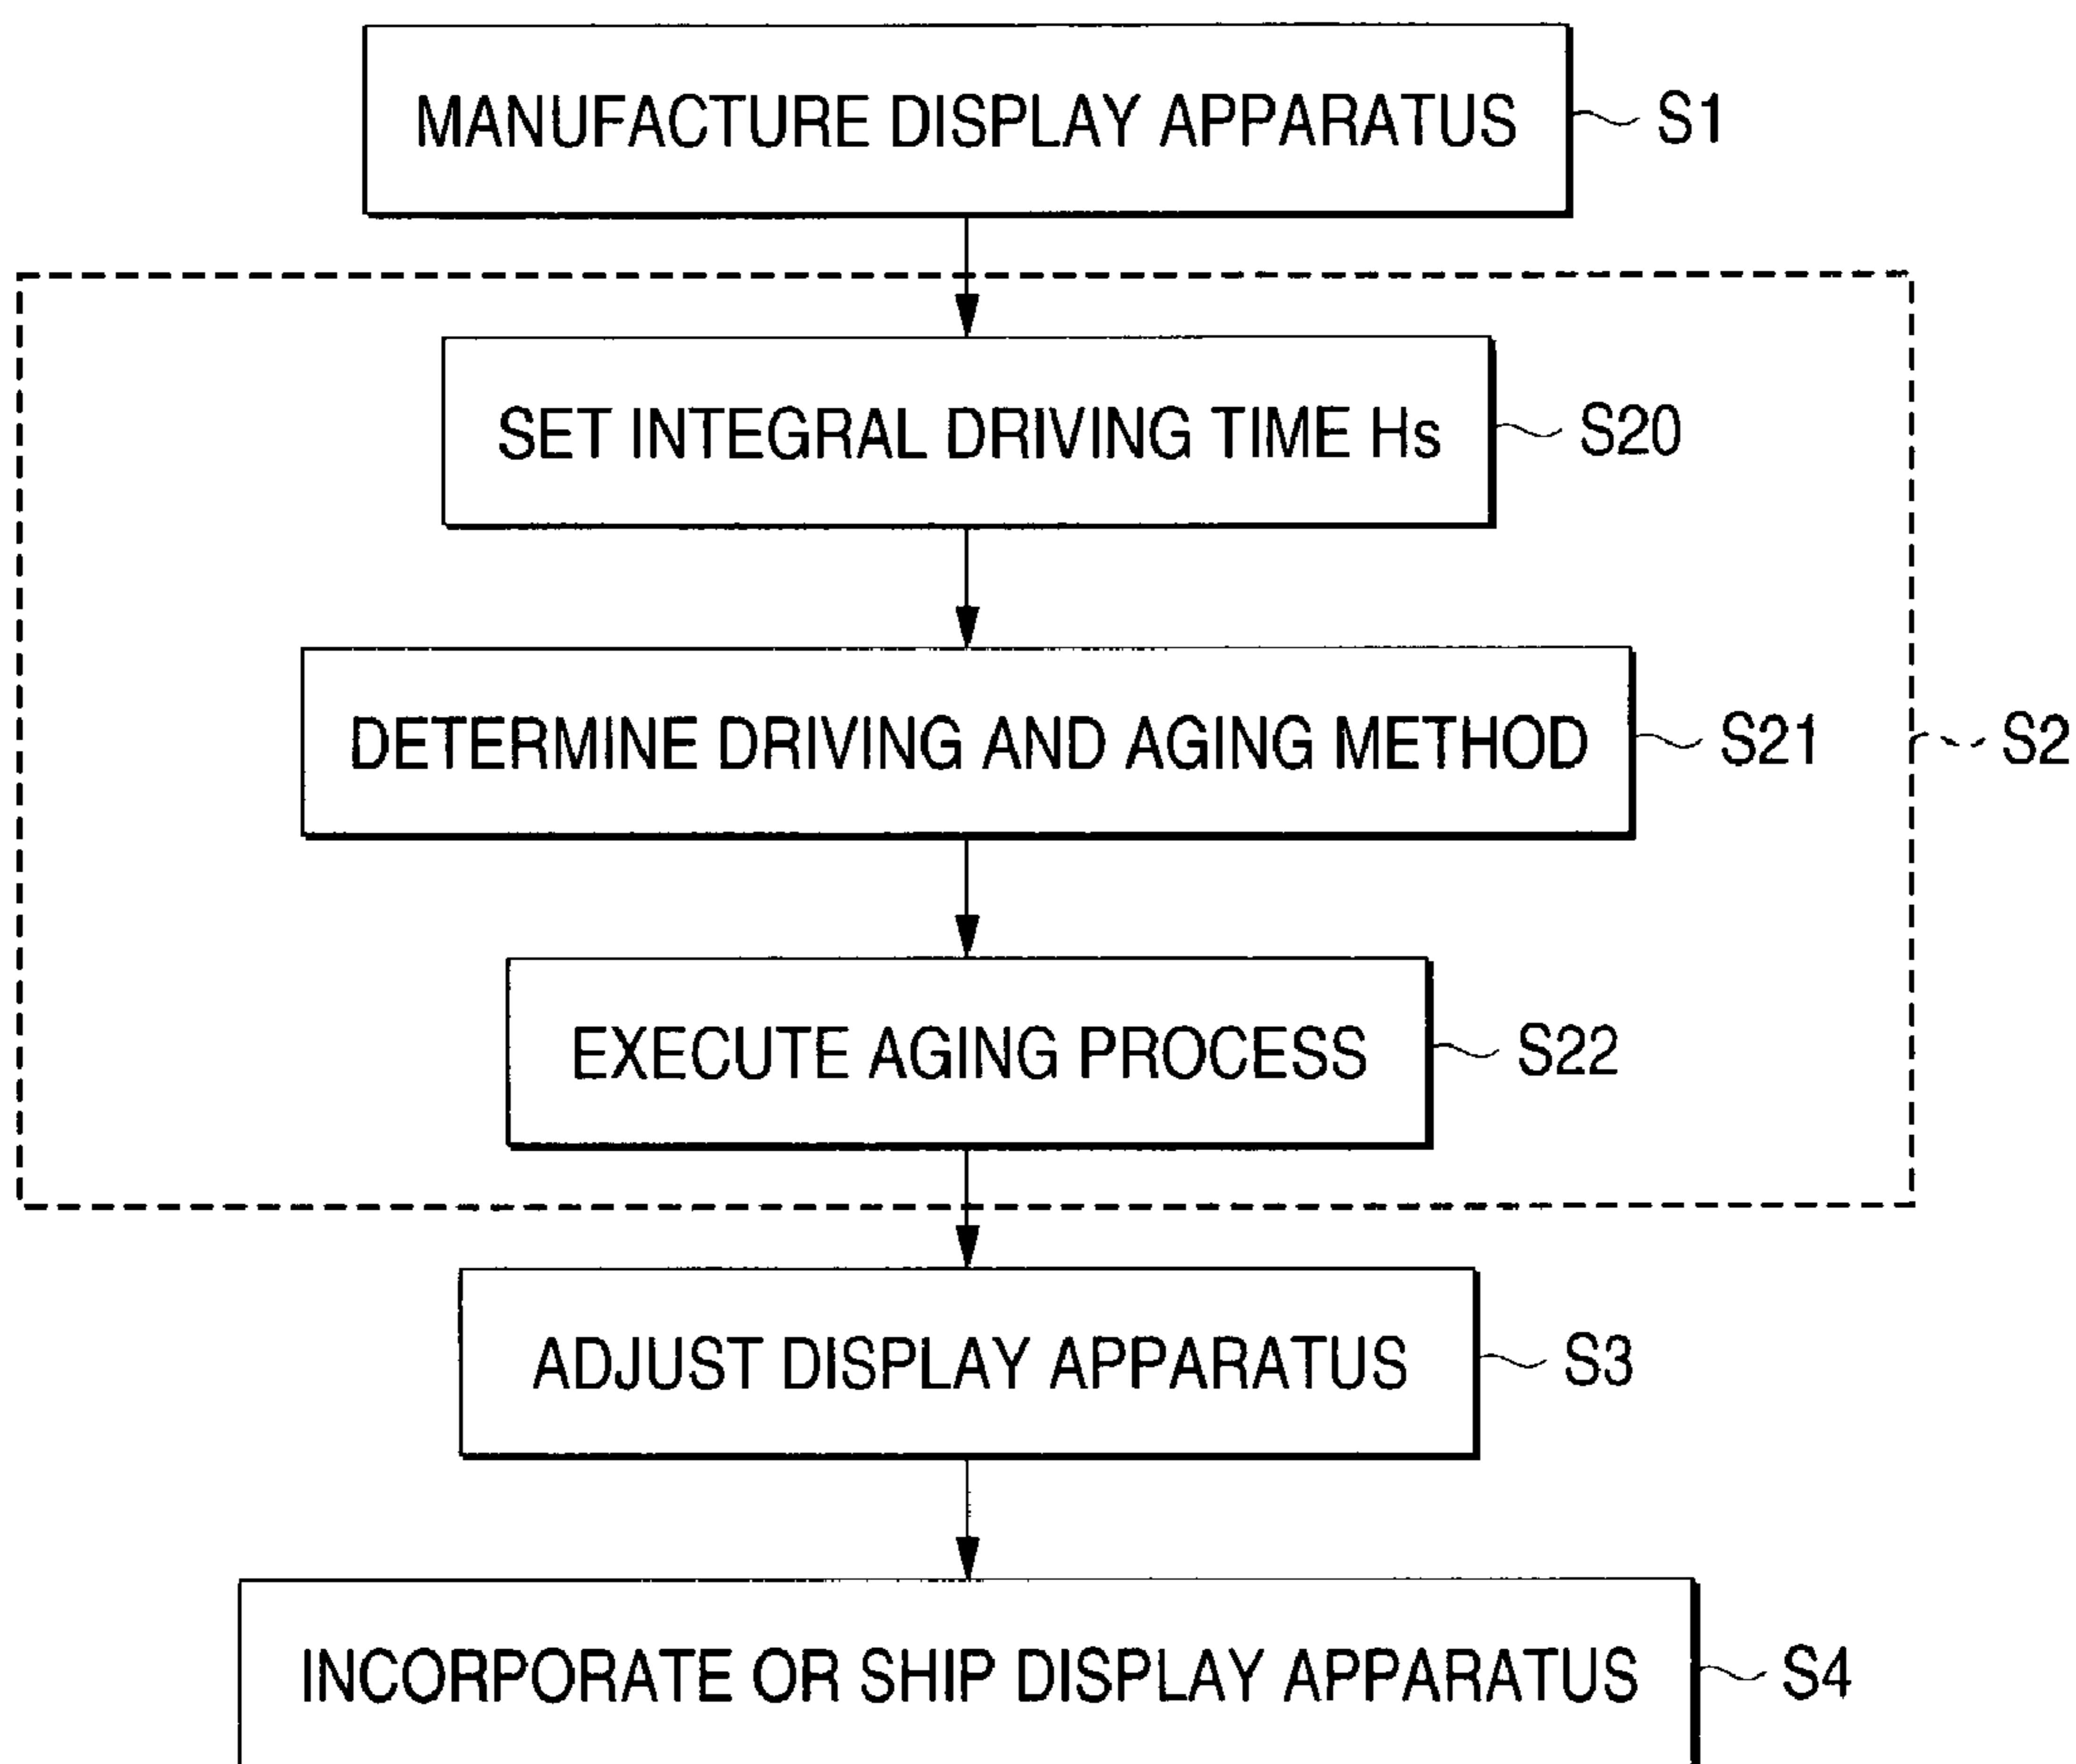 MANUFACTURE DISPLAY APPARATUS S1
SET INTEGRAL DRIVING TIME Hs S20
DETERMINE DRIVING AND AGING METHOD S21
S2
EXECUTE AGING PROCESS S22
ADJUST DISPLAY APPARATUS S3
INCORPORATE OR SHIP DISPLAY APPARATUS S4